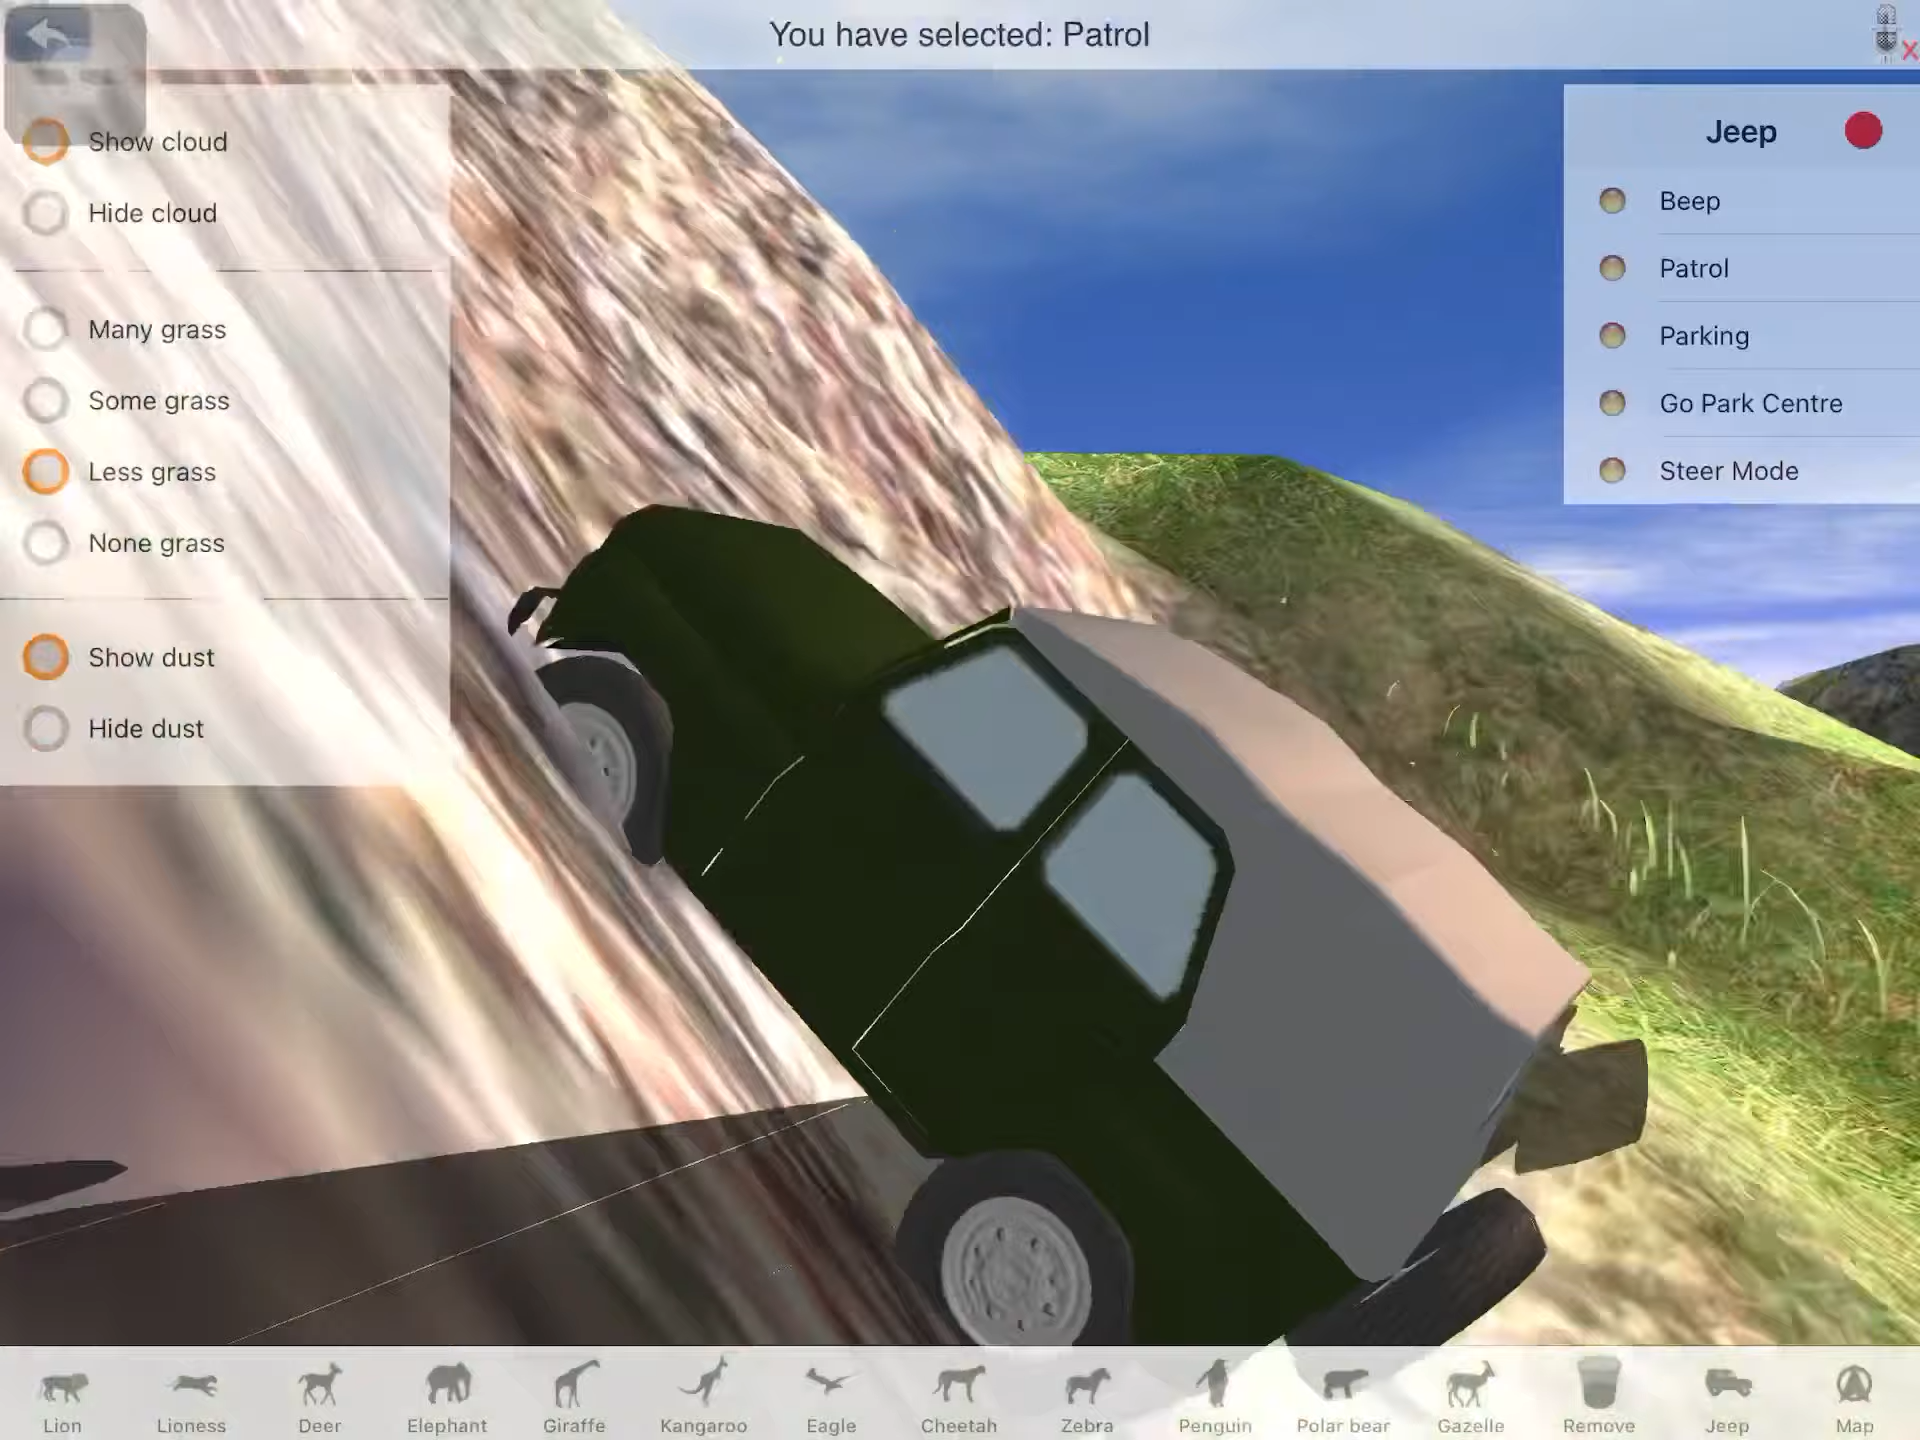 You have selected: Patrol
Show cloud
Hide cloud
Many grass
Some grass
Less grass
None grass
Show dust
Hide dust
Jeep
Beep
Patrol
Parking
Go Park Centre
Steer Mode
Lion
Lioness
Deer
Elephant
Giraffe
Kangaroo
Eagle
Cheetah
Zebra
Penguin
Polar bear
Gazelle
Remove
Jeep
Map